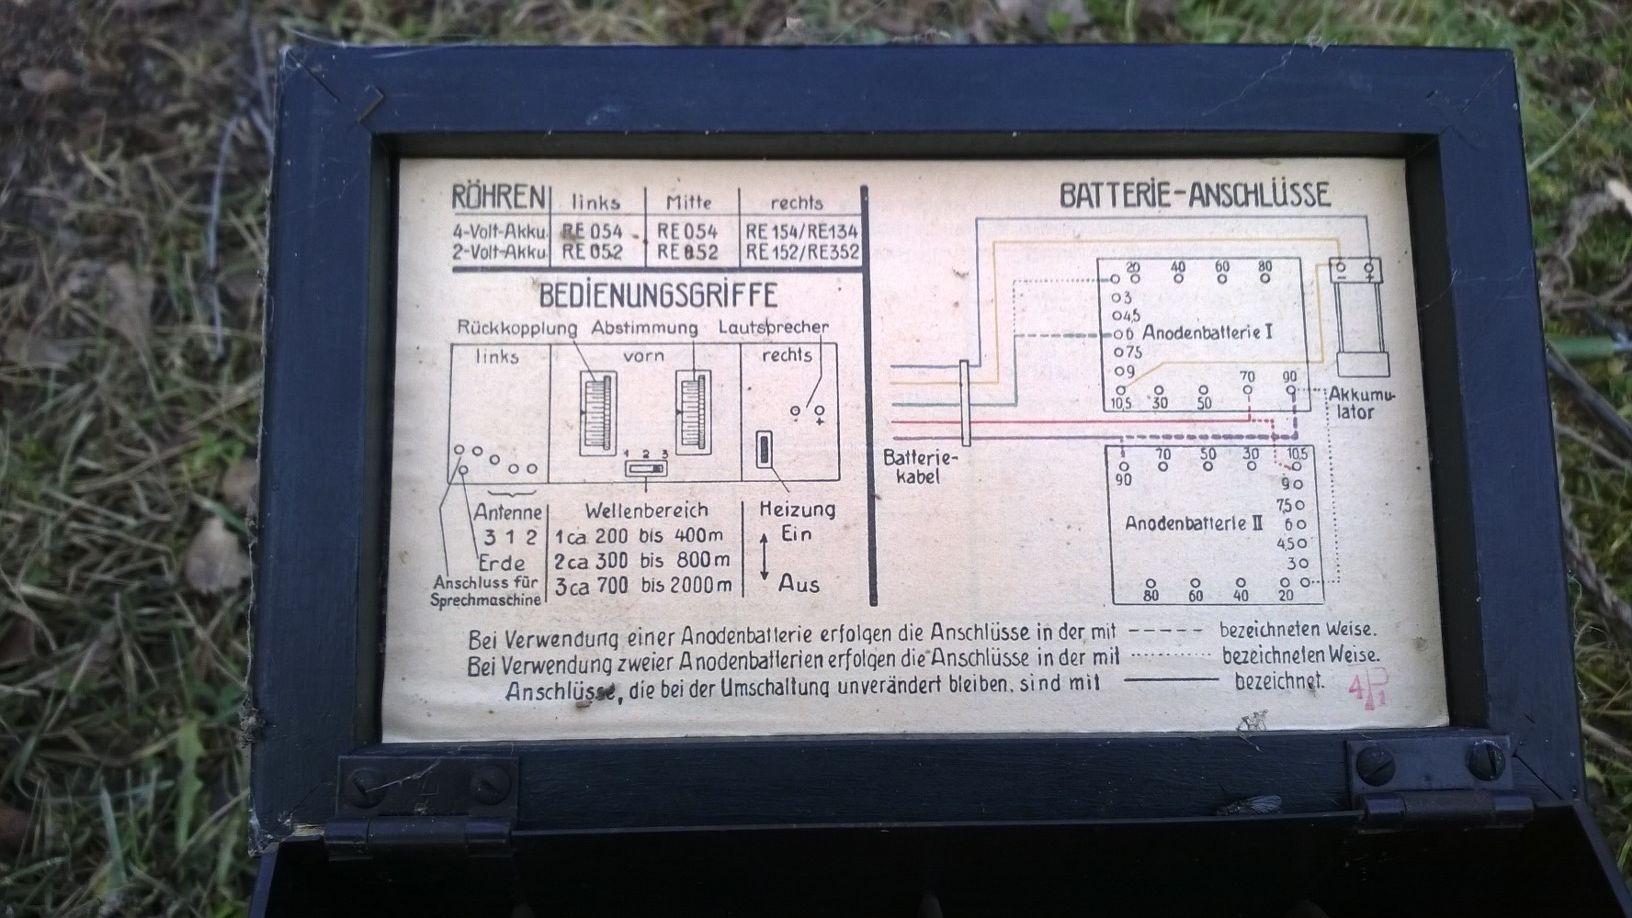 RÖHREN links Mitte rechts
4-Volt-Akku. RE 054 RE 054 RE 154/RE134
2-Volt-Akku. RE 052 RE 052 RE 152/RE352
BEDIENUNGSGRIFFE
Rückkopplung Abstimmung Lautsprecher
links vorn rechts
- +
1 2 3
Antenne
3 1 2
Erde
Anschluss für
Sprechmaschine
Wellenbereich
1 ca 200 bis 400 m
2 ca 300 bis 800 m
3 ca 700 bis 2000 m
Heizung
Ein
Aus
BATTERIE-ANSCHLÜSSE
20 40 60 80
- +
3
4,5
6 Anodenbatterie I
7,5
9
70 90
10,5 30 50
Akkumu-
lator
Batterie-
kabel
70 50 30 10,5
90
9
7,5
Anodenbatterie II 6
4,5
3
80 60 40 20
Bei Verwendung einer Anodenbatterie erfolgen die Anschlüsse in der mit ------ bezeichneten Weise.
Bei Verwendung zweier Anodenbatterien erfolgen die Anschlüsse in der mit ............ bezeichneten Weise.
Anschlüsse, die bei der Umschaltung unverändert bleiben, sind mit ——— bezeichnet.